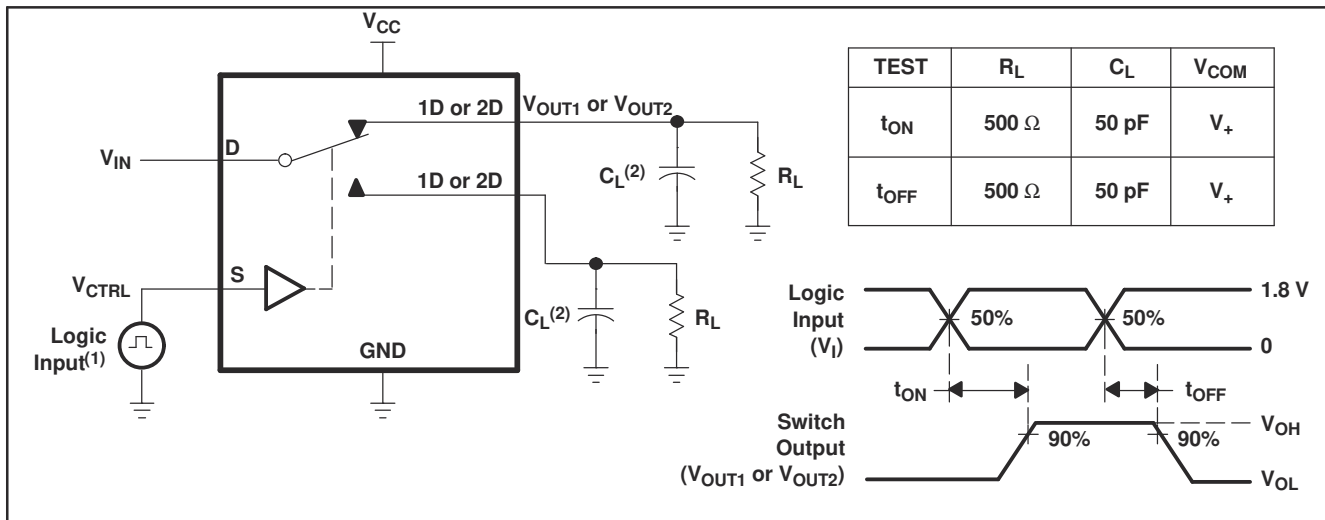 VCC
1D or 2D
VOUT1 or VOUT2
VIN
D
CL(2)
RL
1D or 2D
VCTRL
S
CL(2)
RL
Logic
Input(1)
GND
TEST RL CL VCOM
tON 500 Ω 50 pF V+
tOFF 500 Ω 50 pF V+
Logic
Input
(VI)
50%
50%
1.8 V
0
tON
tOFF
Switch
Output
(VOUT1 or VOUT2)
90%
90%
VOH
VOL